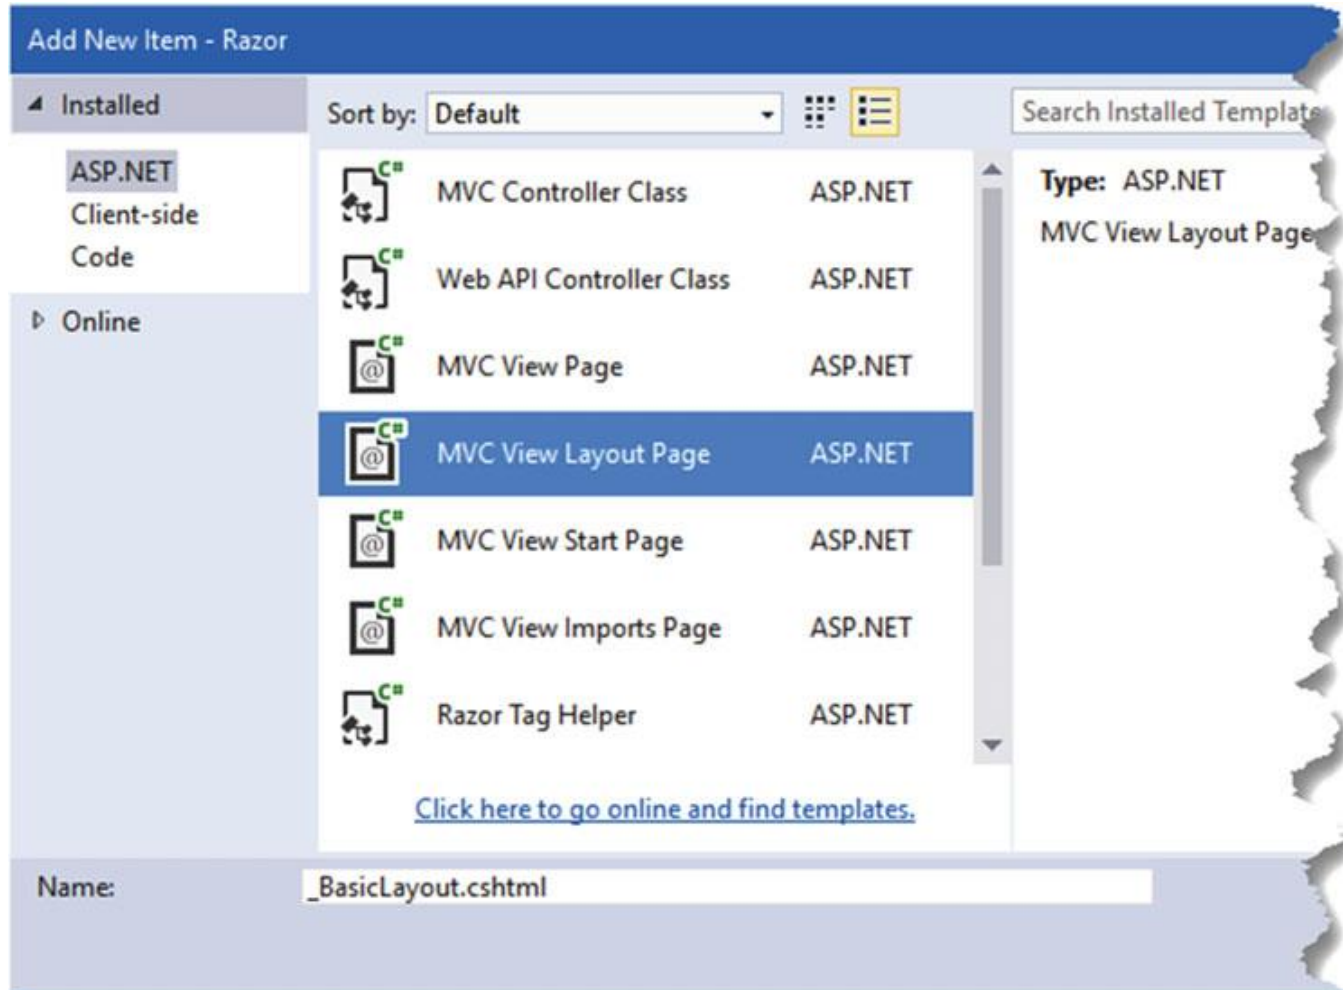 Add New Item - Razor
Installed
Sort by: Default
Search Installed Template
ASP.NET
Client-side
Code
Online
C# MVC Controller Class ASP.NET
C# Web API Controller Class ASP.NET
C# @ MVC View Page ASP.NET
C# @ MVC View Layout Page ASP.NET
C# @ MVC View Start Page ASP.NET
C# @ MVC View Imports Page ASP.NET
C# Razor Tag Helper ASP.NET
Click here to go online and find templates.
Type: ASP.NET
MVC View Layout Page
Name: _BasicLayout.cshtml